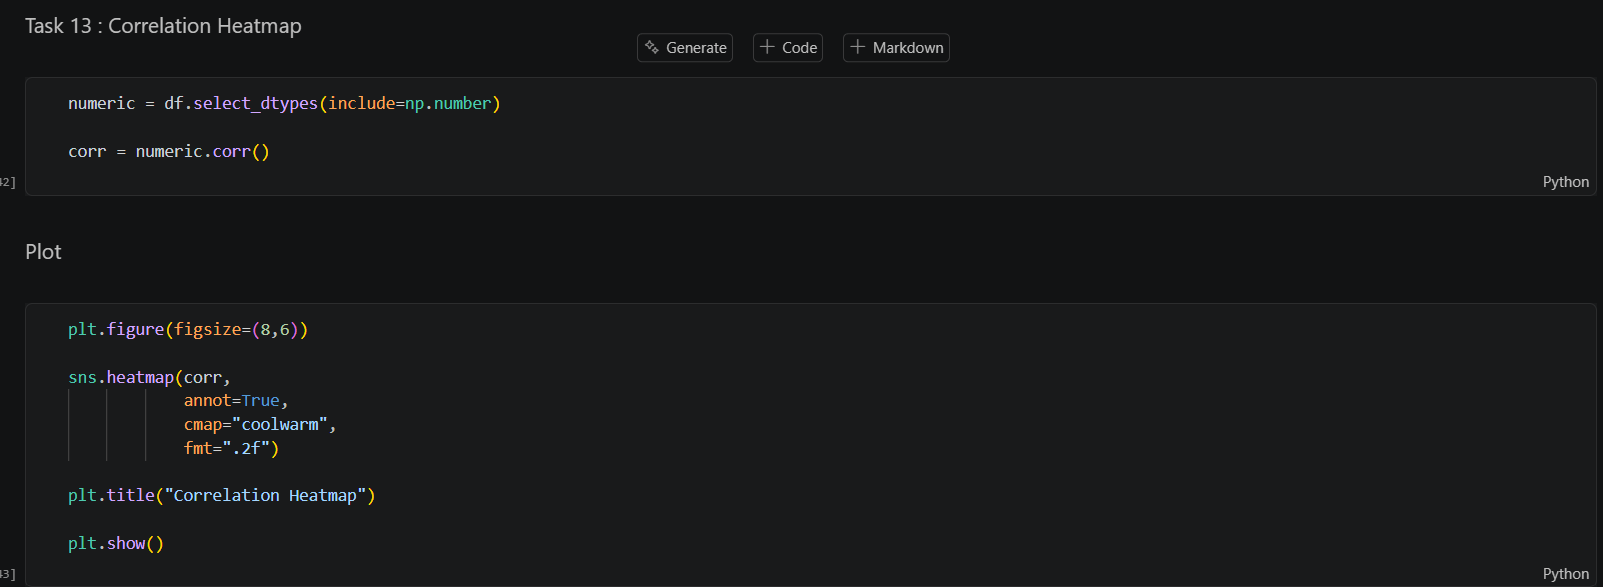 Task 13 : Correlation Heatmap
Generate
Code
Markdown
numeric = df.select_dtypes(include=np.number)
corr = numeric.corr()
42]
Python
Plot
plt.figure(figsize=(8,6))
sns.heatmap(corr,
annot=True,
cmap="coolwarm",
fmt=".2f")
plt.title("Correlation Heatmap")
plt.show()
43]
Python